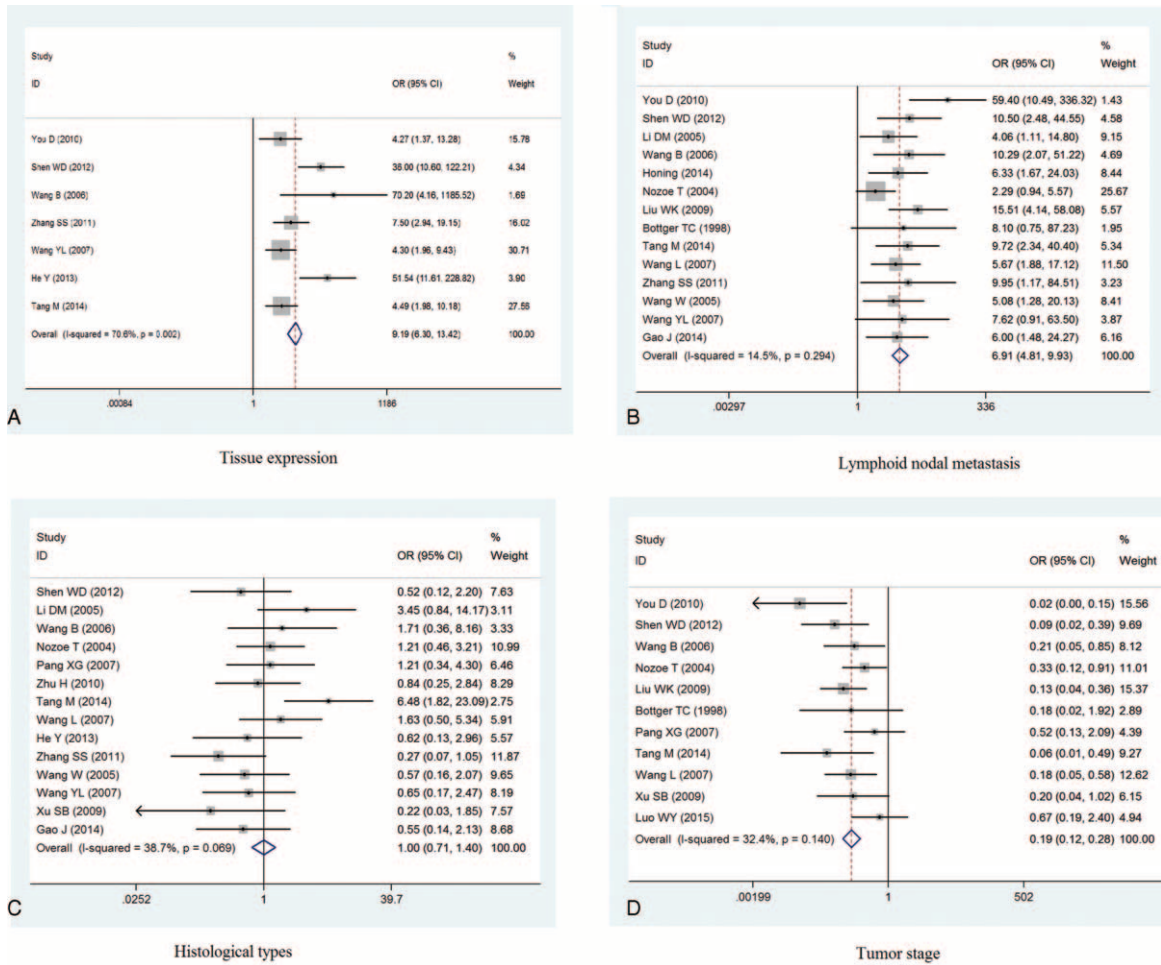 Study %
ID OR (95% CI) Weight
You D (2010) 4.27 (1.37, 13.28) 15.78
Shen WD (2012) 38.00 (10.60, 122.21) 4.34
Wang B (2006) 70.20 (4.16, 1185.52) 1.69
Zhang SS (2011) 7.50 (2.94, 19.15) 16.02
Wang YL (2007) 4.30 (1.96, 9.43) 30.71
He Y (2013) 51.54 (11.61, 228.82) 3.90
Tang M (2014) 4.49 (1.98, 10.18) 27.56
Overall (I-squared = 70.6%, p = 0.002) 9.19 (6.30, 13.42) 100.00
.00084 1 1186
A
Tissue expression
Study %
ID OR (95% CI) Weight
You D (2010) 59.40 (10.49, 336.32) 1.43
Shen WD (2012) 10.50 (2.48, 44.55) 4.58
Li DM (2005) 4.06 (1.11, 14.80) 9.15
Wang B (2006) 10.29 (2.07, 51.22) 4.69
Honing (2014) 6.33 (1.67, 24.03) 8.44
Nozoe T (2004) 2.29 (0.94, 5.57) 25.67
Liu WK (2009) 15.51 (4.14, 58.08) 5.57
Bottger TC (1998) 8.10 (0.75, 87.23) 1.95
Tang M (2014) 9.72 (2.34, 40.40) 5.34
Wang L (2007) 5.67 (1.88, 17.12) 11.50
Zhang SS (2011) 9.95 (1.17, 84.51) 3.23
Wang W (2005) 5.08 (1.28, 20.13) 8.41
Wang YL (2007) 7.62 (0.91, 63.50) 3.87
Gao J (2014) 6.00 (1.48, 24.27) 6.16
Overall (I-squared = 14.5%, p = 0.294) 6.91 (4.81, 9.93) 100.00
.00297 1 336
B
Lymphoid nodal metastasis
Study %
ID OR (95% CI) Weight
Shen WD (2012) 0.52 (0.12, 2.20) 7.63
Li DM (2005) 3.45 (0.84, 14.17) 3.11
Wang B (2006) 1.71 (0.36, 8.16) 3.33
Nozoe T (2004) 1.21 (0.46, 3.21) 10.99
Pang XG (2007) 1.21 (0.34, 4.30) 6.46
Zhu H (2010) 0.84 (0.25, 2.84) 8.29
Tang M (2014) 6.48 (1.82, 23.09) 2.75
Wang L (2007) 1.63 (0.50, 5.34) 5.91
He Y (2013) 0.62 (0.13, 2.96) 5.57
Zhang SS (2011) 0.27 (0.07, 1.05) 11.87
Wang W (2005) 0.57 (0.16, 2.07) 9.65
Wang YL (2007) 0.65 (0.17, 2.47) 8.19
Xu SB (2009) 0.22 (0.03, 1.85) 7.57
Gao J (2014) 0.55 (0.14, 2.13) 8.68
Overall (I-squared = 38.7%, p = 0.069) 1.00 (0.71, 1.40) 100.00
.0252 1 39.7
C
Histological types
Study %
ID OR (95% CI) Weight
You D (2010) 0.02 (0.00, 0.15) 15.56
Shen WD (2012) 0.09 (0.02, 0.39) 9.69
Wang B (2006) 0.21 (0.05, 0.85) 8.12
Nozoe T (2004) 0.33 (0.12, 0.91) 11.01
Liu WK (2009) 0.13 (0.04, 0.36) 15.37
Bottger TC (1998) 0.18 (0.02, 1.92) 2.89
Pang XG (2007) 0.52 (0.13, 2.09) 4.39
Tang M (2014) 0.06 (0.01, 0.49) 9.27
Wang L (2007) 0.18 (0.05, 0.58) 12.62
Xu SB (2009) 0.20 (0.04, 1.02) 6.15
Luo WY (2015) 0.67 (0.19, 2.40) 4.94
Overall (I-squared = 32.4%, p = 0.140) 0.19 (0.12, 0.28) 100.00
.00199 1 502
D
Tumor stage